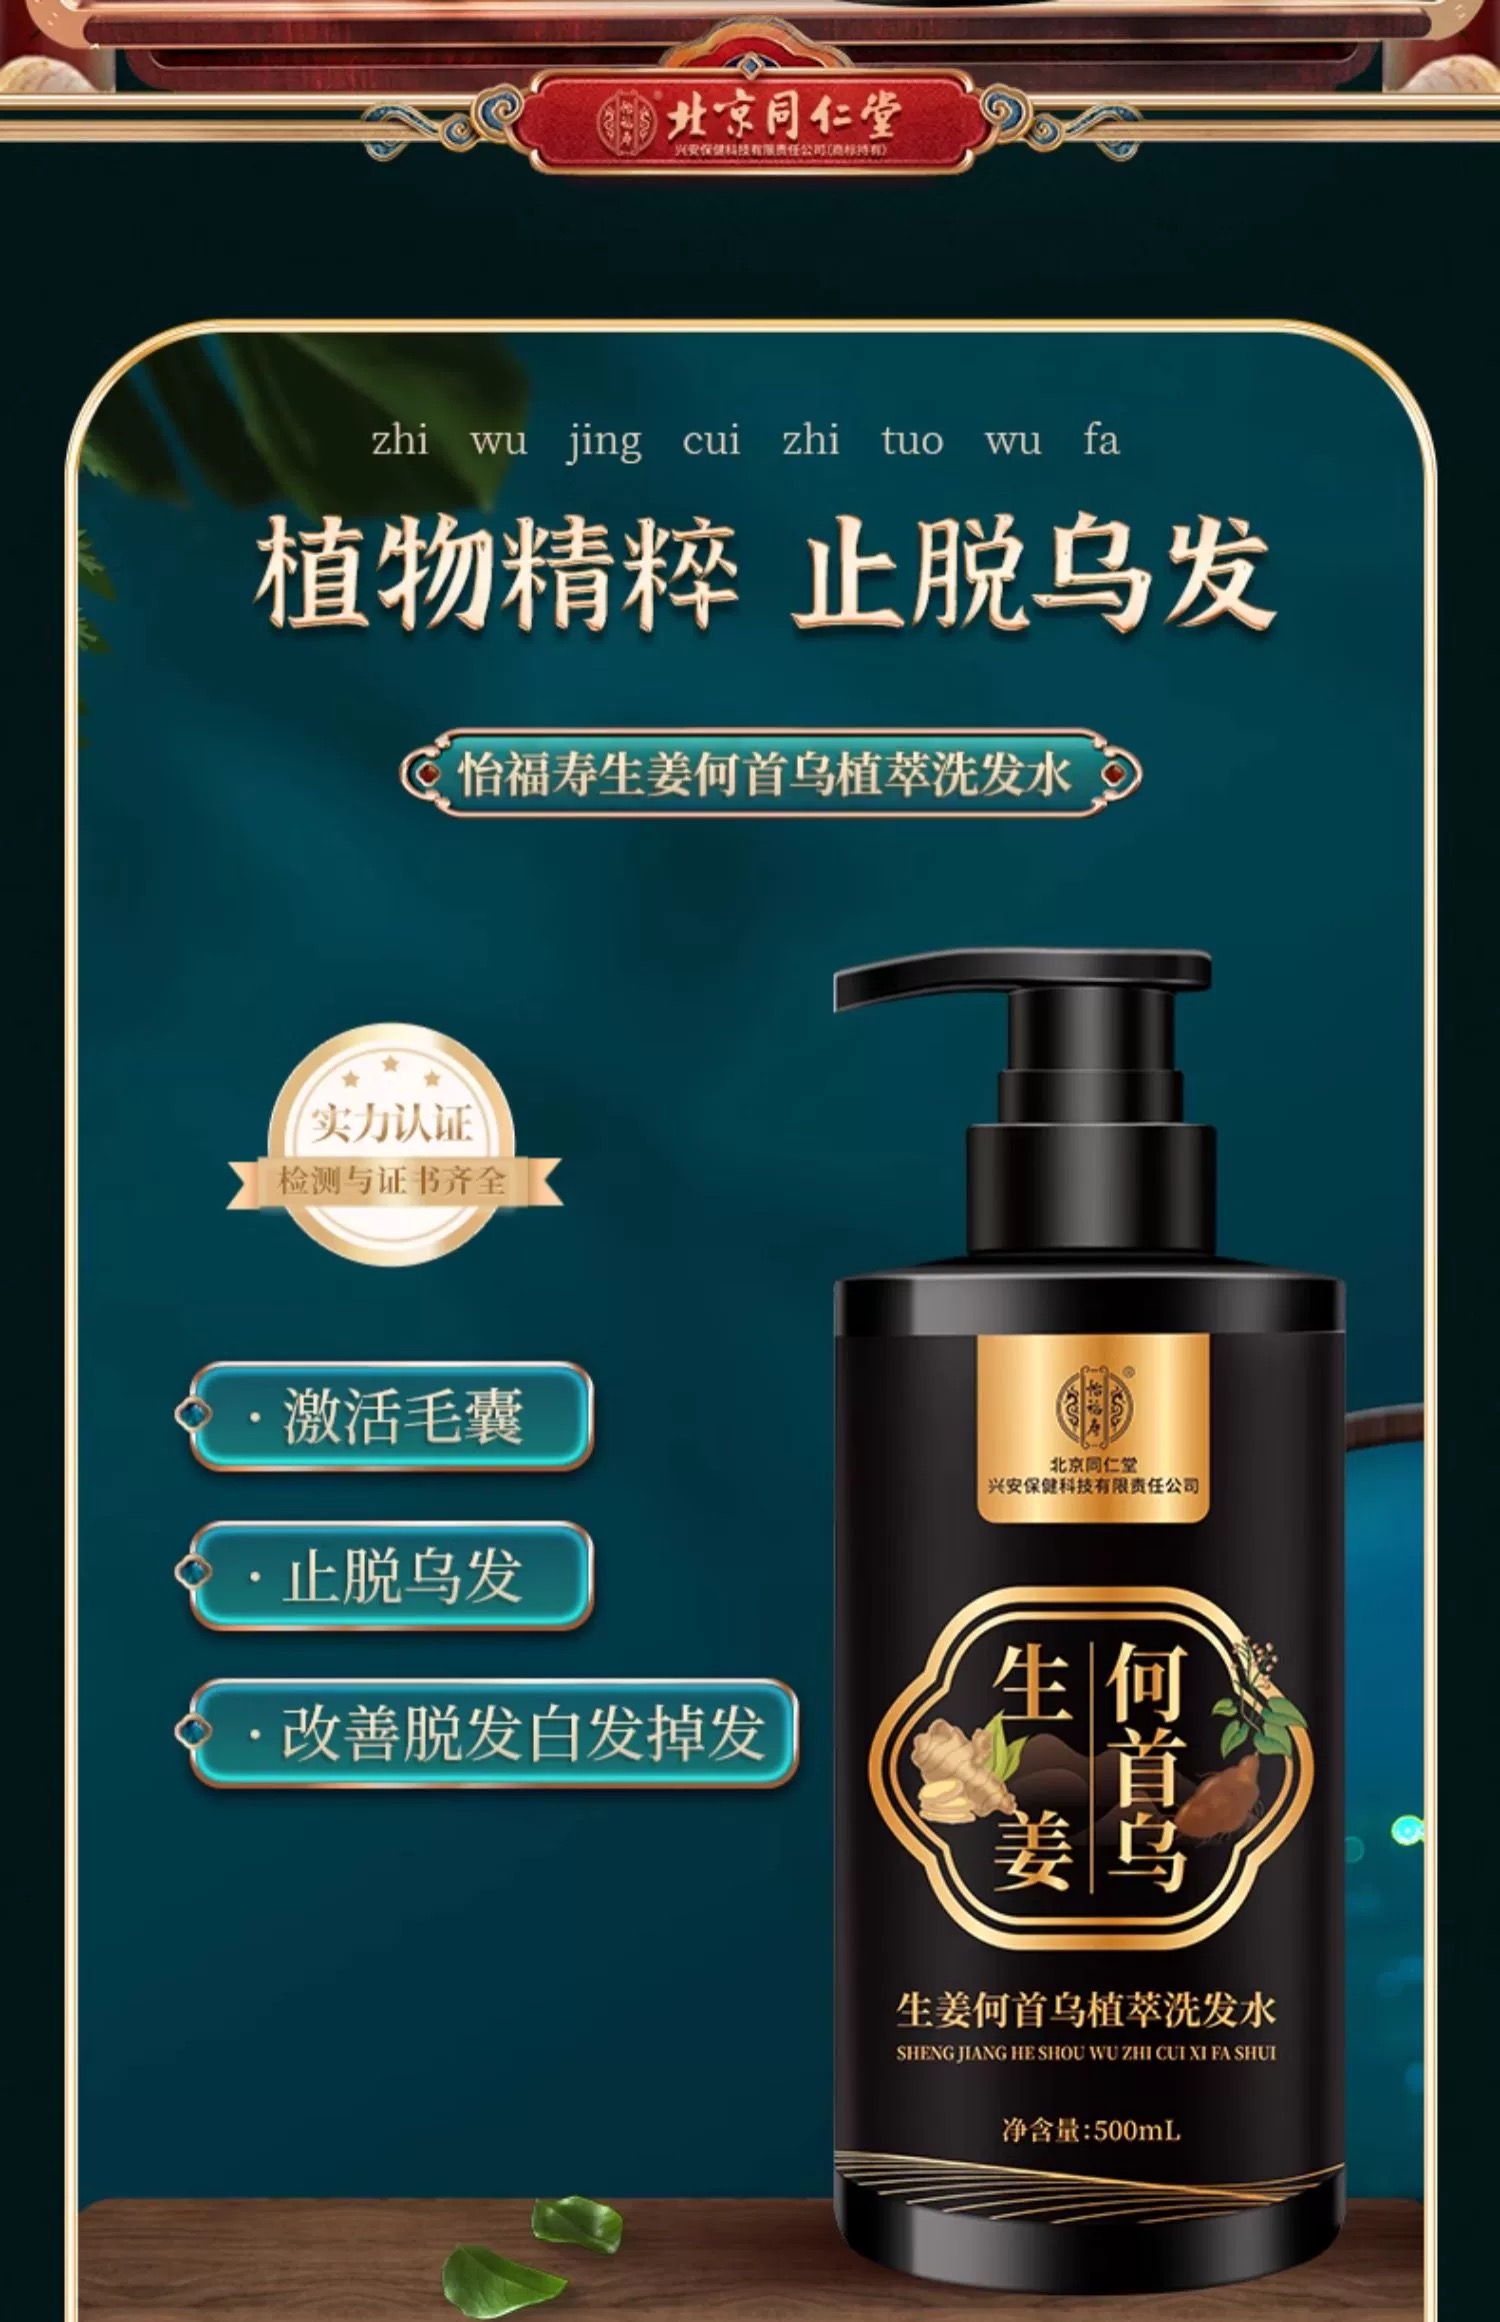 怡福寿®
北京同仁堂
兴安保健科技有限责任公司(商标持有)
zhi wu jing cui zhi tuo wu fa
植物精粹 止脱乌发
怡福寿生姜何首乌植萃洗发水
实力认证
检测与证书齐全
· 激活毛囊
· 止脱乌发
· 改善脱发白发掉发
怡福寿®
北京同仁堂
兴安保健科技有限责任公司
生姜
何首乌
生姜何首乌植萃洗发水
SHENG JIANG HE SHOU WU ZHI CUI XI FA SHUI
净含量:500mL